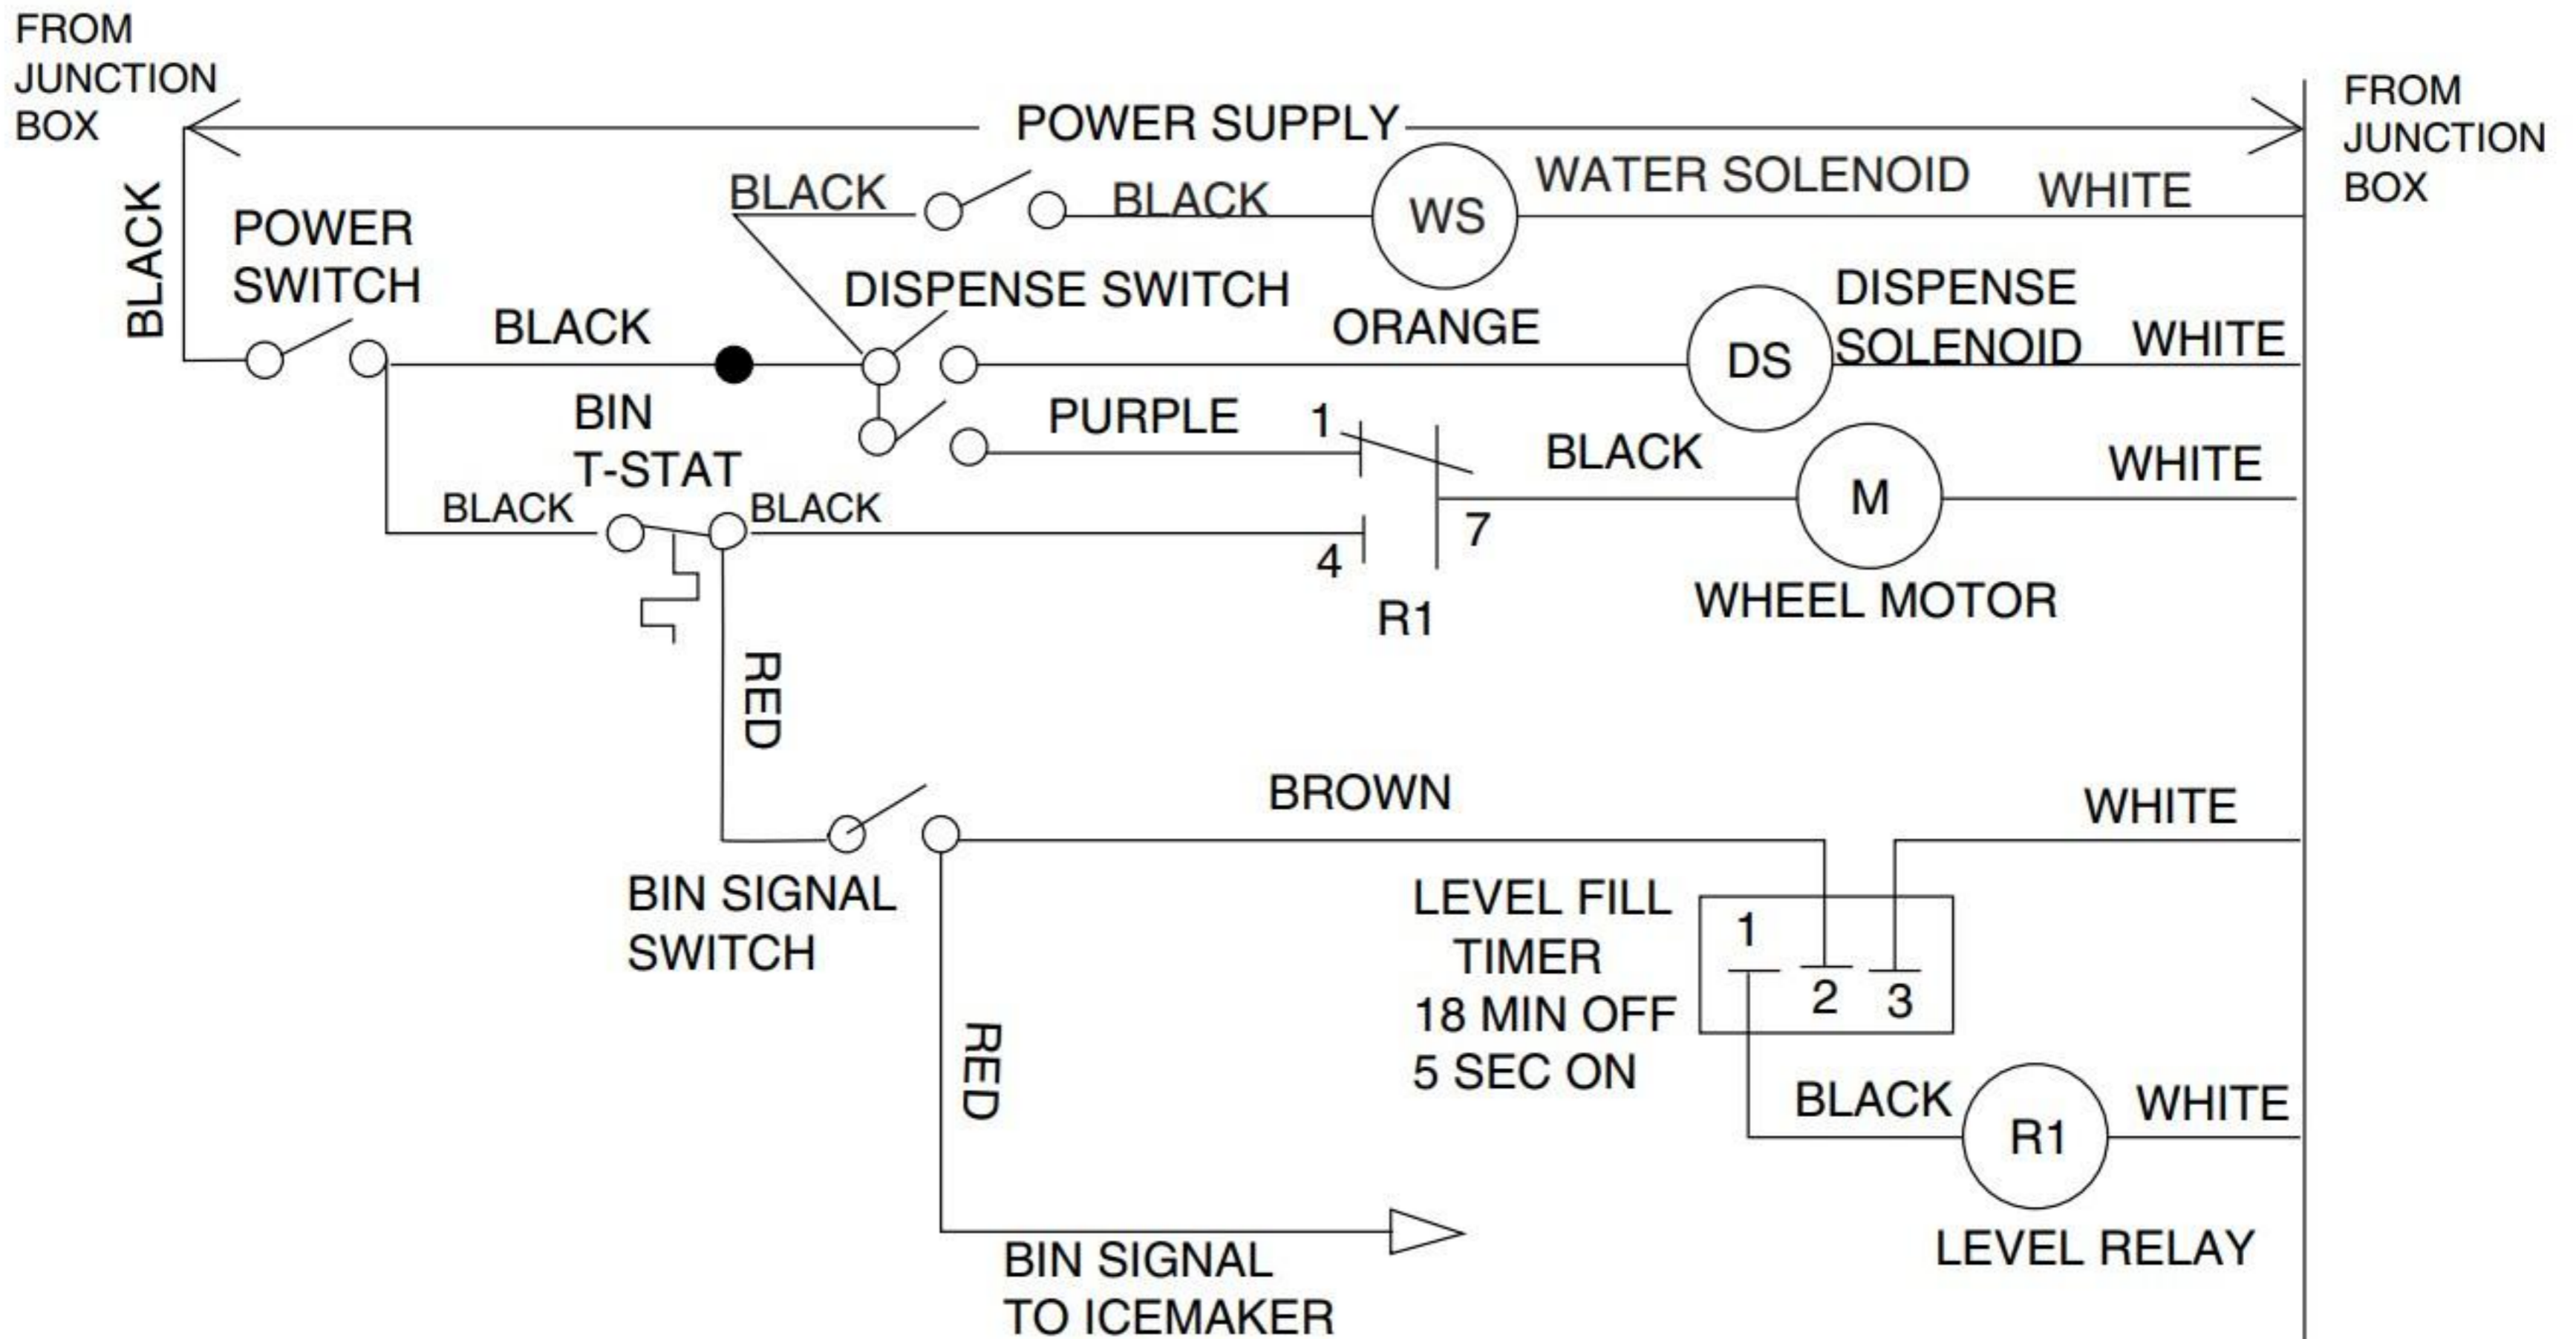 FROM
JUNCTION
BOX
POWER SUPPLY
FROM
JUNCTION
BOX
BLACK
BLACK
BLACK
WS
WATER SOLENOID
WHITE
POWER
SWITCH
BLACK
DISPENSE SWITCH
ORANGE
DS
DISPENSE
SOLENOID
WHITE
BIN
T-STAT
PURPLE
1
BLACK
M
WHITE
BLACK
BLACK
4
7
R1
WHEEL MOTOR
RED
BROWN
WHITE
BIN SIGNAL
SWITCH
LEVEL FILL
TIMER
18 MIN OFF
5 SEC ON
1
2
3
RED
BLACK
R1
WHITE
LEVEL RELAY
BIN SIGNAL
TO ICEMAKER